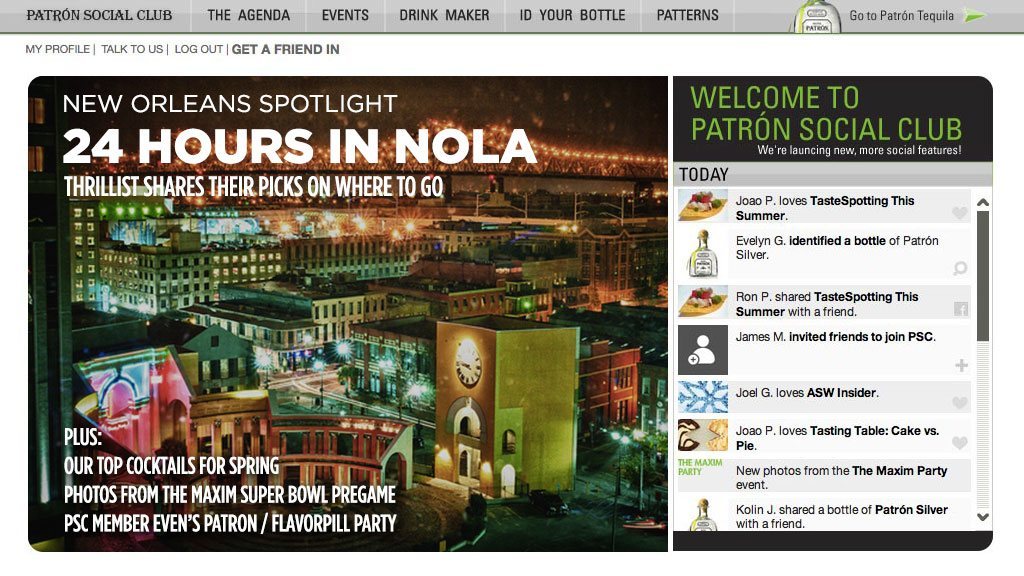 PATRÓN SOCIAL CLUB
THE AGENDA
EVENTS
DRINK MAKER
ID YOUR BOTTLE
PATTERNS
PATRÓN
Go to Patrón Tequila
MY PROFILE | TALK TO US | LOG OUT | GET A FRIEND IN
NEW ORLEANS SPOTLIGHT
24 HOURS IN NOLA
THRILLIST SHARES THEIR PICKS ON WHERE TO GO
PLUS:
OUR TOP COCKTAILS FOR SPRING
PHOTOS FROM THE MAXIM SUPER BOWL PREGAME
PSC MEMBER EVEN'S PATRON / FLAVORPILL PARTY
WELCOME TO
PATRÓN SOCIAL CLUB
We're launcing new, more social features!
TODAY
Joao P. loves TasteSpotting This
Summer.
Evelyn G. identified a bottle of Patrón
Silver.
Ron P. shared TasteSpotting This
Summer with a friend.
James M. invited friends to join PSC.
Joel G. loves ASW Insider.
Joao P. loves Tasting Table: Cake vs.
Pie.
THE MAXIM
PARTY
New photos from the The Maxim Party
event.
Kolin J. shared a bottle of Patrón Silver
with a friend.